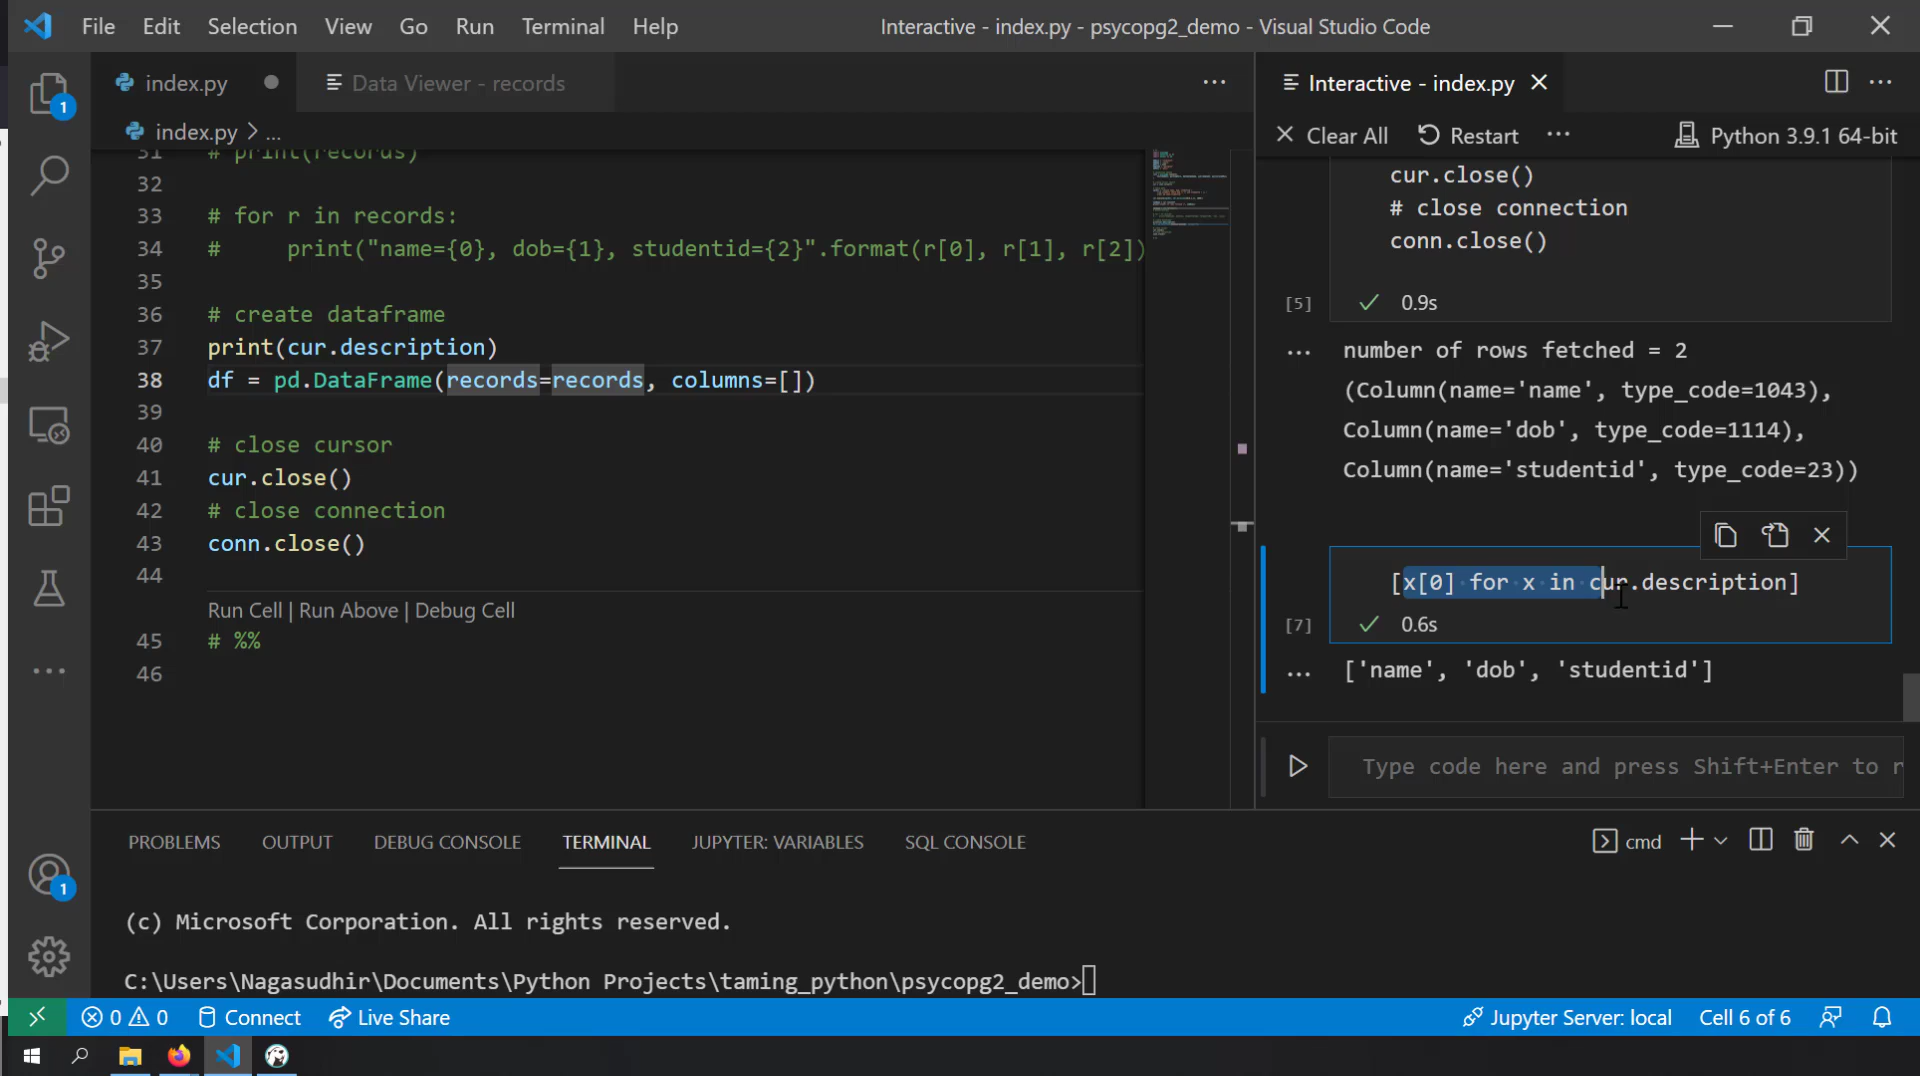 File Edit Selection View Go Run Terminal Help
Interactive - index.py - psycopg2_demo - Visual Studio Code
1
index.py
Data Viewer - records
...
Interactive - index.py
...
index.py > ...
Clear All
Restart
...
Python 3.9.1 64-bit
31 # print(records)
32
33 # for r in records:
34 #     print("name={0}, dob={1}, studentid={2}".format(r[0], r[1], r[2])
35
36 # create dataframe
37 print(cur.description)
38 df = pd.DataFrame(records=records, columns=[])
39
40 # close cursor
41 cur.close()
42 # close connection
43 conn.close()
44
Run Cell | Run Above | Debug Cell
45 # %%
46
cur.close()
# close connection
conn.close()
[5] ✓ 0.9s
... number of rows fetched = 2
(Column(name='name', type_code=1043),
Column(name='dob', type_code=1114),
Column(name='studentid', type_code=23))
[x[0] for x in cur.description]
[7] ✓ 0.6s
... ['name', 'dob', 'studentid']
Type code here and press Shift+Enter to r
...
1
PROBLEMS OUTPUT DEBUG CONSOLE TERMINAL JUPYTER: VARIABLES SQL CONSOLE
cmd
(c) Microsoft Corporation. All rights reserved.
C:\Users\Nagasudhir\Documents\Python Projects\taming_python\psycopg2_demo>
0 0 Connect Live Share
Jupyter Server: local Cell 6 of 6